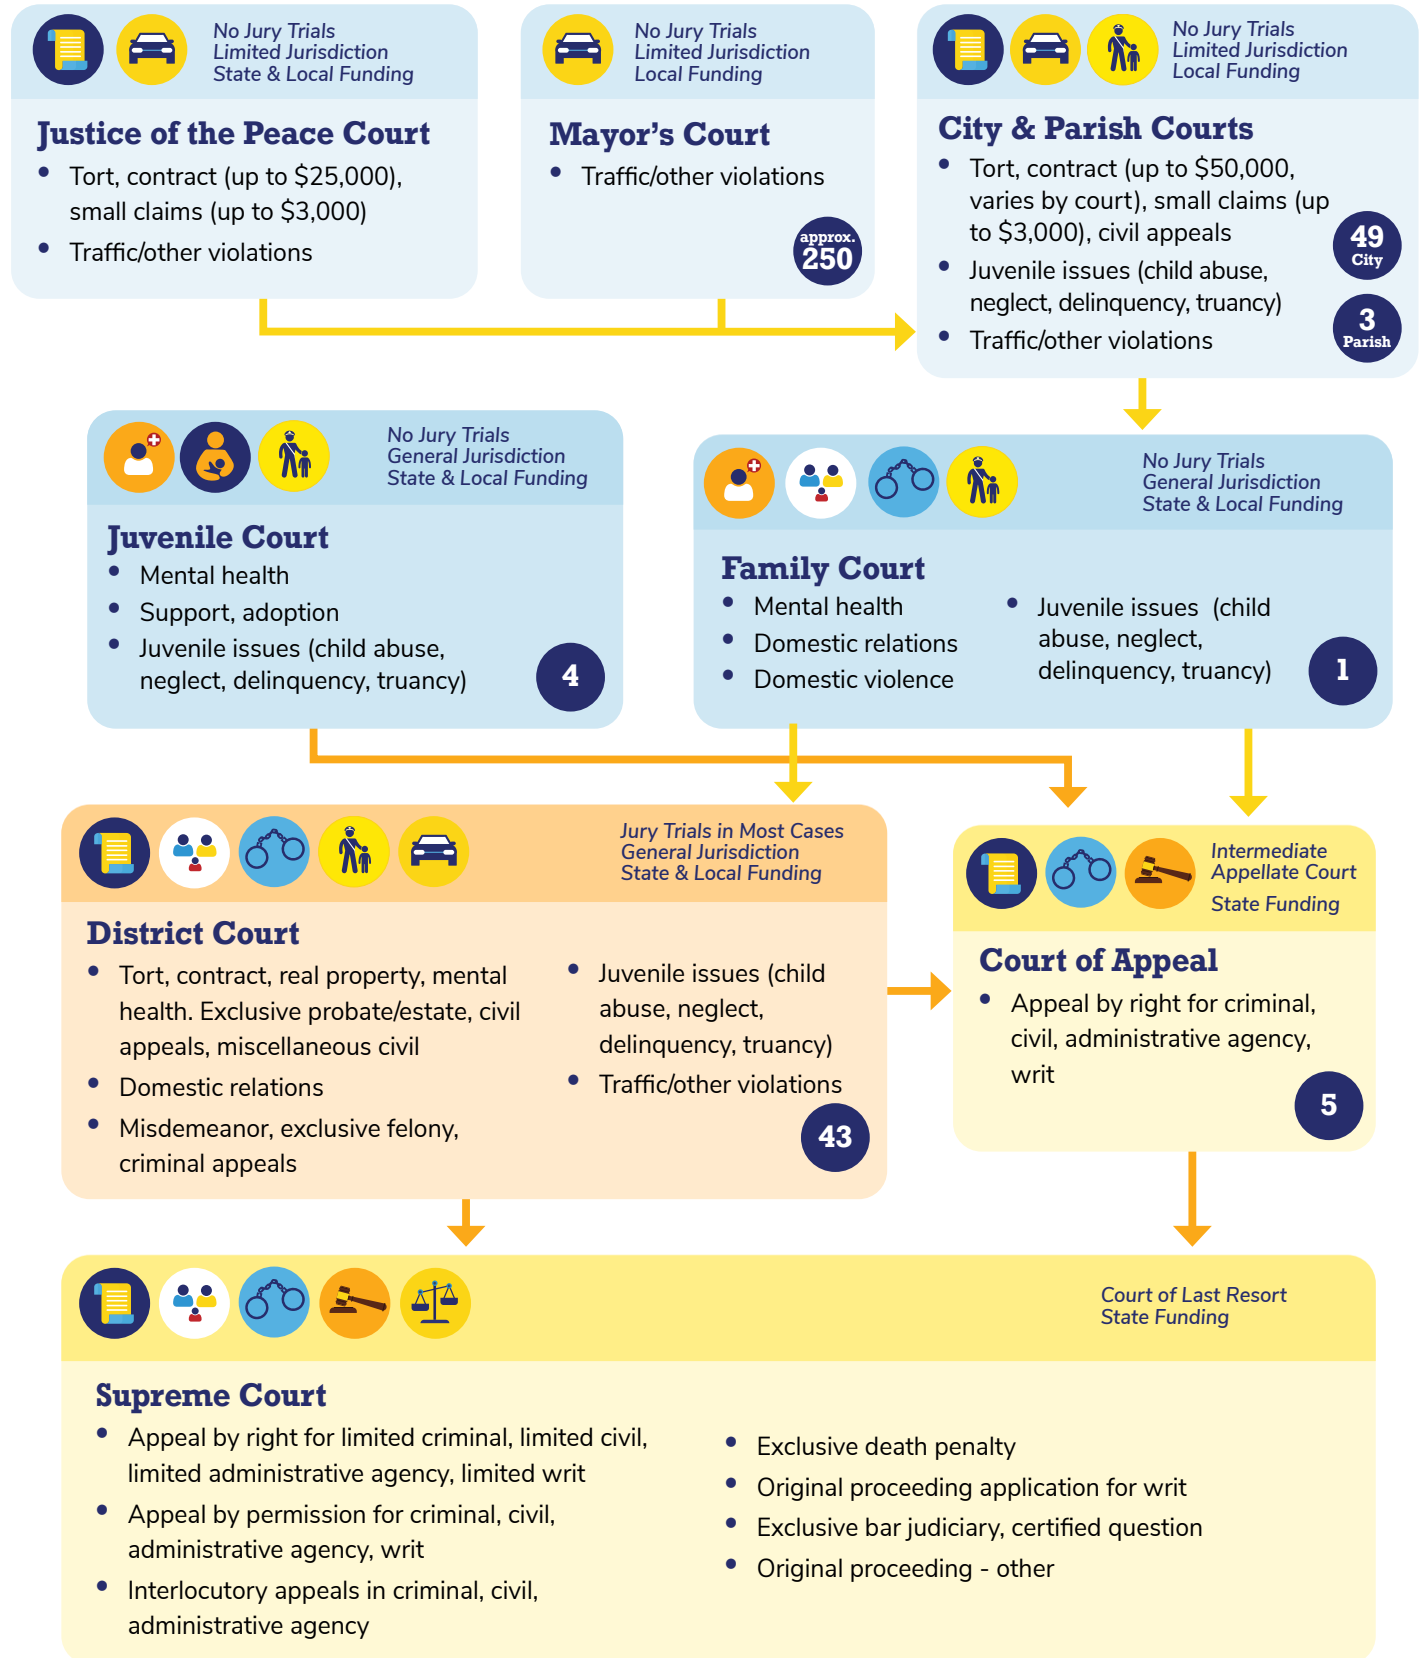 No Jury Trials
Limited Jurisdiction
State & Local Funding
Justice of the Peace Court
• Tort, contract (up to $25,000),
small claims (up to $3,000)
• Traffic/other violations
No Jury Trials
Limited Jurisdiction
Local Funding
Mayor's Court
• Traffic/other violations
approx.
250
No Jury Trials
Limited Jurisdiction
Local Funding
City & Parish Courts
• Tort, contract (up to $50,000,
varies by court), small claims (up
to $3,000), civil appeals
• Juvenile issues (child abuse,
neglect, delinquency, truancy)
• Traffic/other violations
49
City
3
Parish
No Jury Trials
General Jurisdiction
State & Local Funding
Juvenile Court
• Mental health
• Support, adoption
• Juvenile issues (child abuse,
neglect, delinquency, truancy)
4
No Jury Trials
General Jurisdiction
State & Local Funding
Family Court
• Mental health
• Domestic relations
• Domestic violence
• Juvenile issues (child
abuse, neglect,
delinquency, truancy)
1
Jury Trials in Most Cases
General Jurisdiction
State & Local Funding
District Court
• Tort, contract, real property, mental
health. Exclusive probate/estate, civil
appeals, miscellaneous civil
• Domestic relations
• Misdemeanor, exclusive felony,
criminal appeals
• Juvenile issues (child
abuse, neglect,
delinquency, truancy)
• Traffic/other violations
43
Intermediate
Appellate Court
State Funding
Court of Appeal
• Appeal by right for criminal,
civil, administrative agency,
writ
5
Court of Last Resort
State Funding
Supreme Court
• Appeal by right for limited criminal, limited civil,
limited administrative agency, limited writ
• Appeal by permission for criminal, civil,
administrative agency, writ
• Interlocutory appeals in criminal, civil,
administrative agency
• Exclusive death penalty
• Original proceeding application for writ
• Exclusive bar judiciary, certified question
• Original proceeding - other